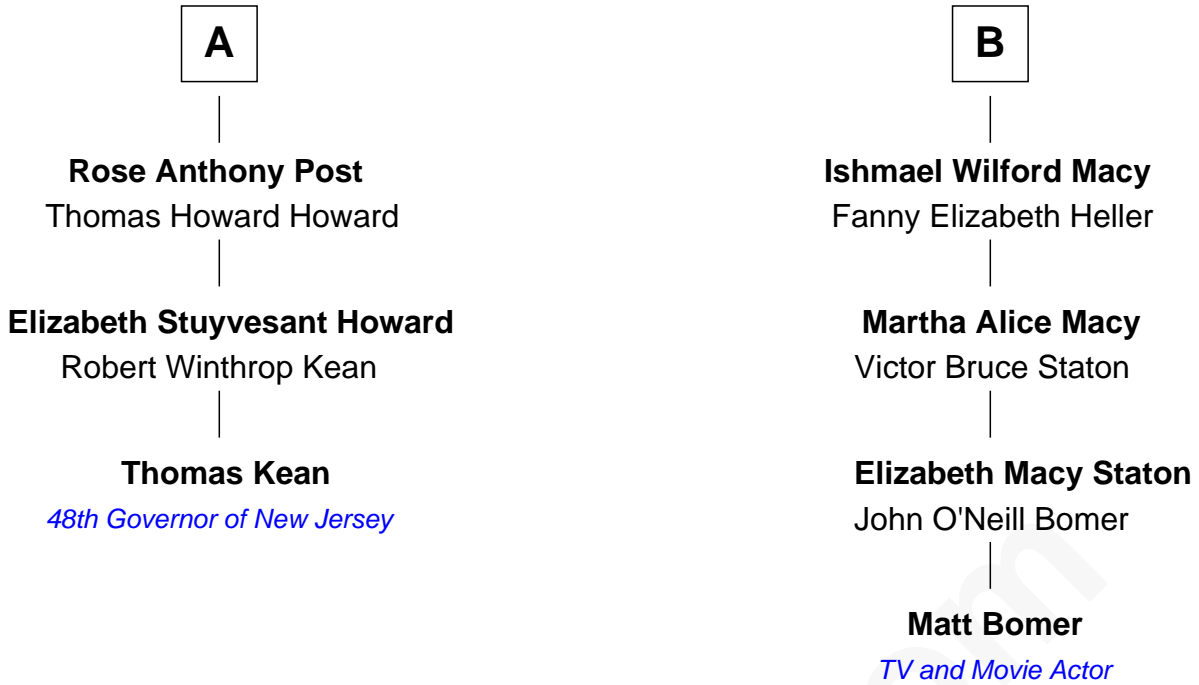 A
Rose Anthony Post
Thomas Howard Howard
Elizabeth Stuyvesant Howard
Robert Winthrop Kean
Thomas Kean
48th Governor of New Jersey
B
Ishmael Wilford Macy
Fanny Elizabeth Heller
Martha Alice Macy
Victor Bruce Staton
Elizabeth Macy Staton
John O'Neill Bomer
Matt Bomer
TV and Movie Actor